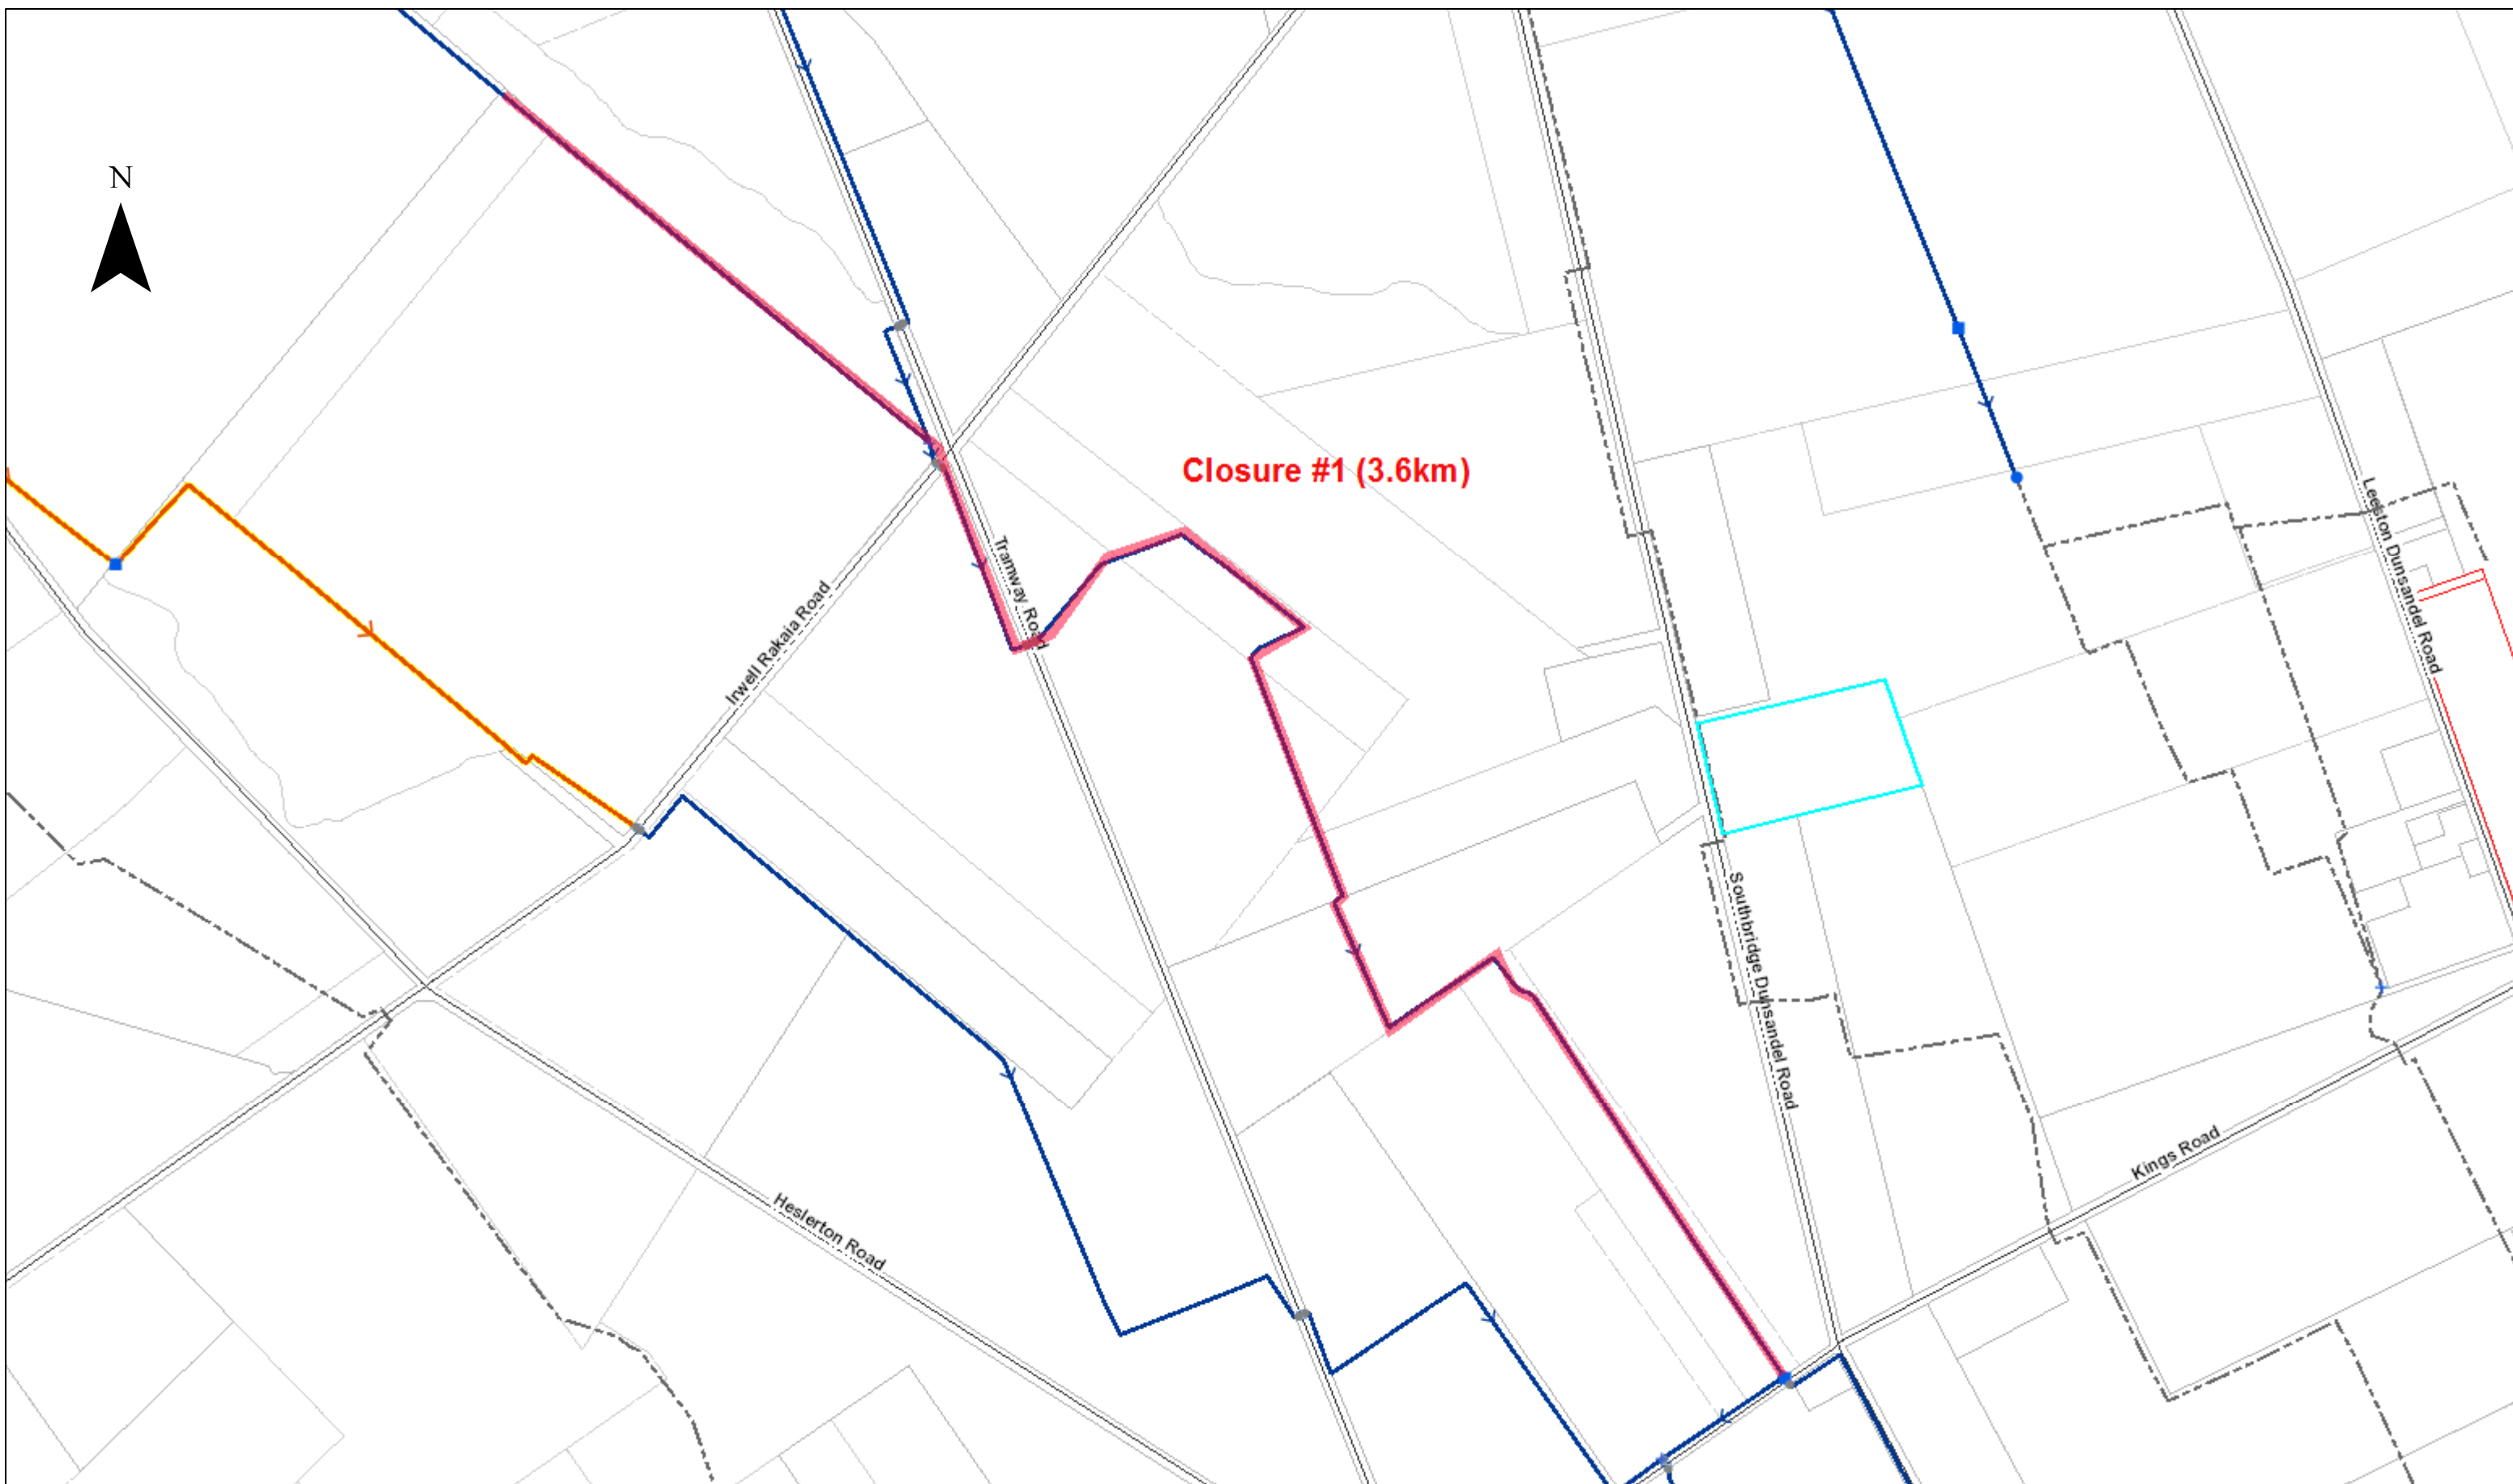 N
Closure #1 (3.6km)
Leeston Dunsandel Road
Tramway Road
Irwell Rakaia Road
Southbridge Dunsandel Road
Kings Road
Heslerton Road